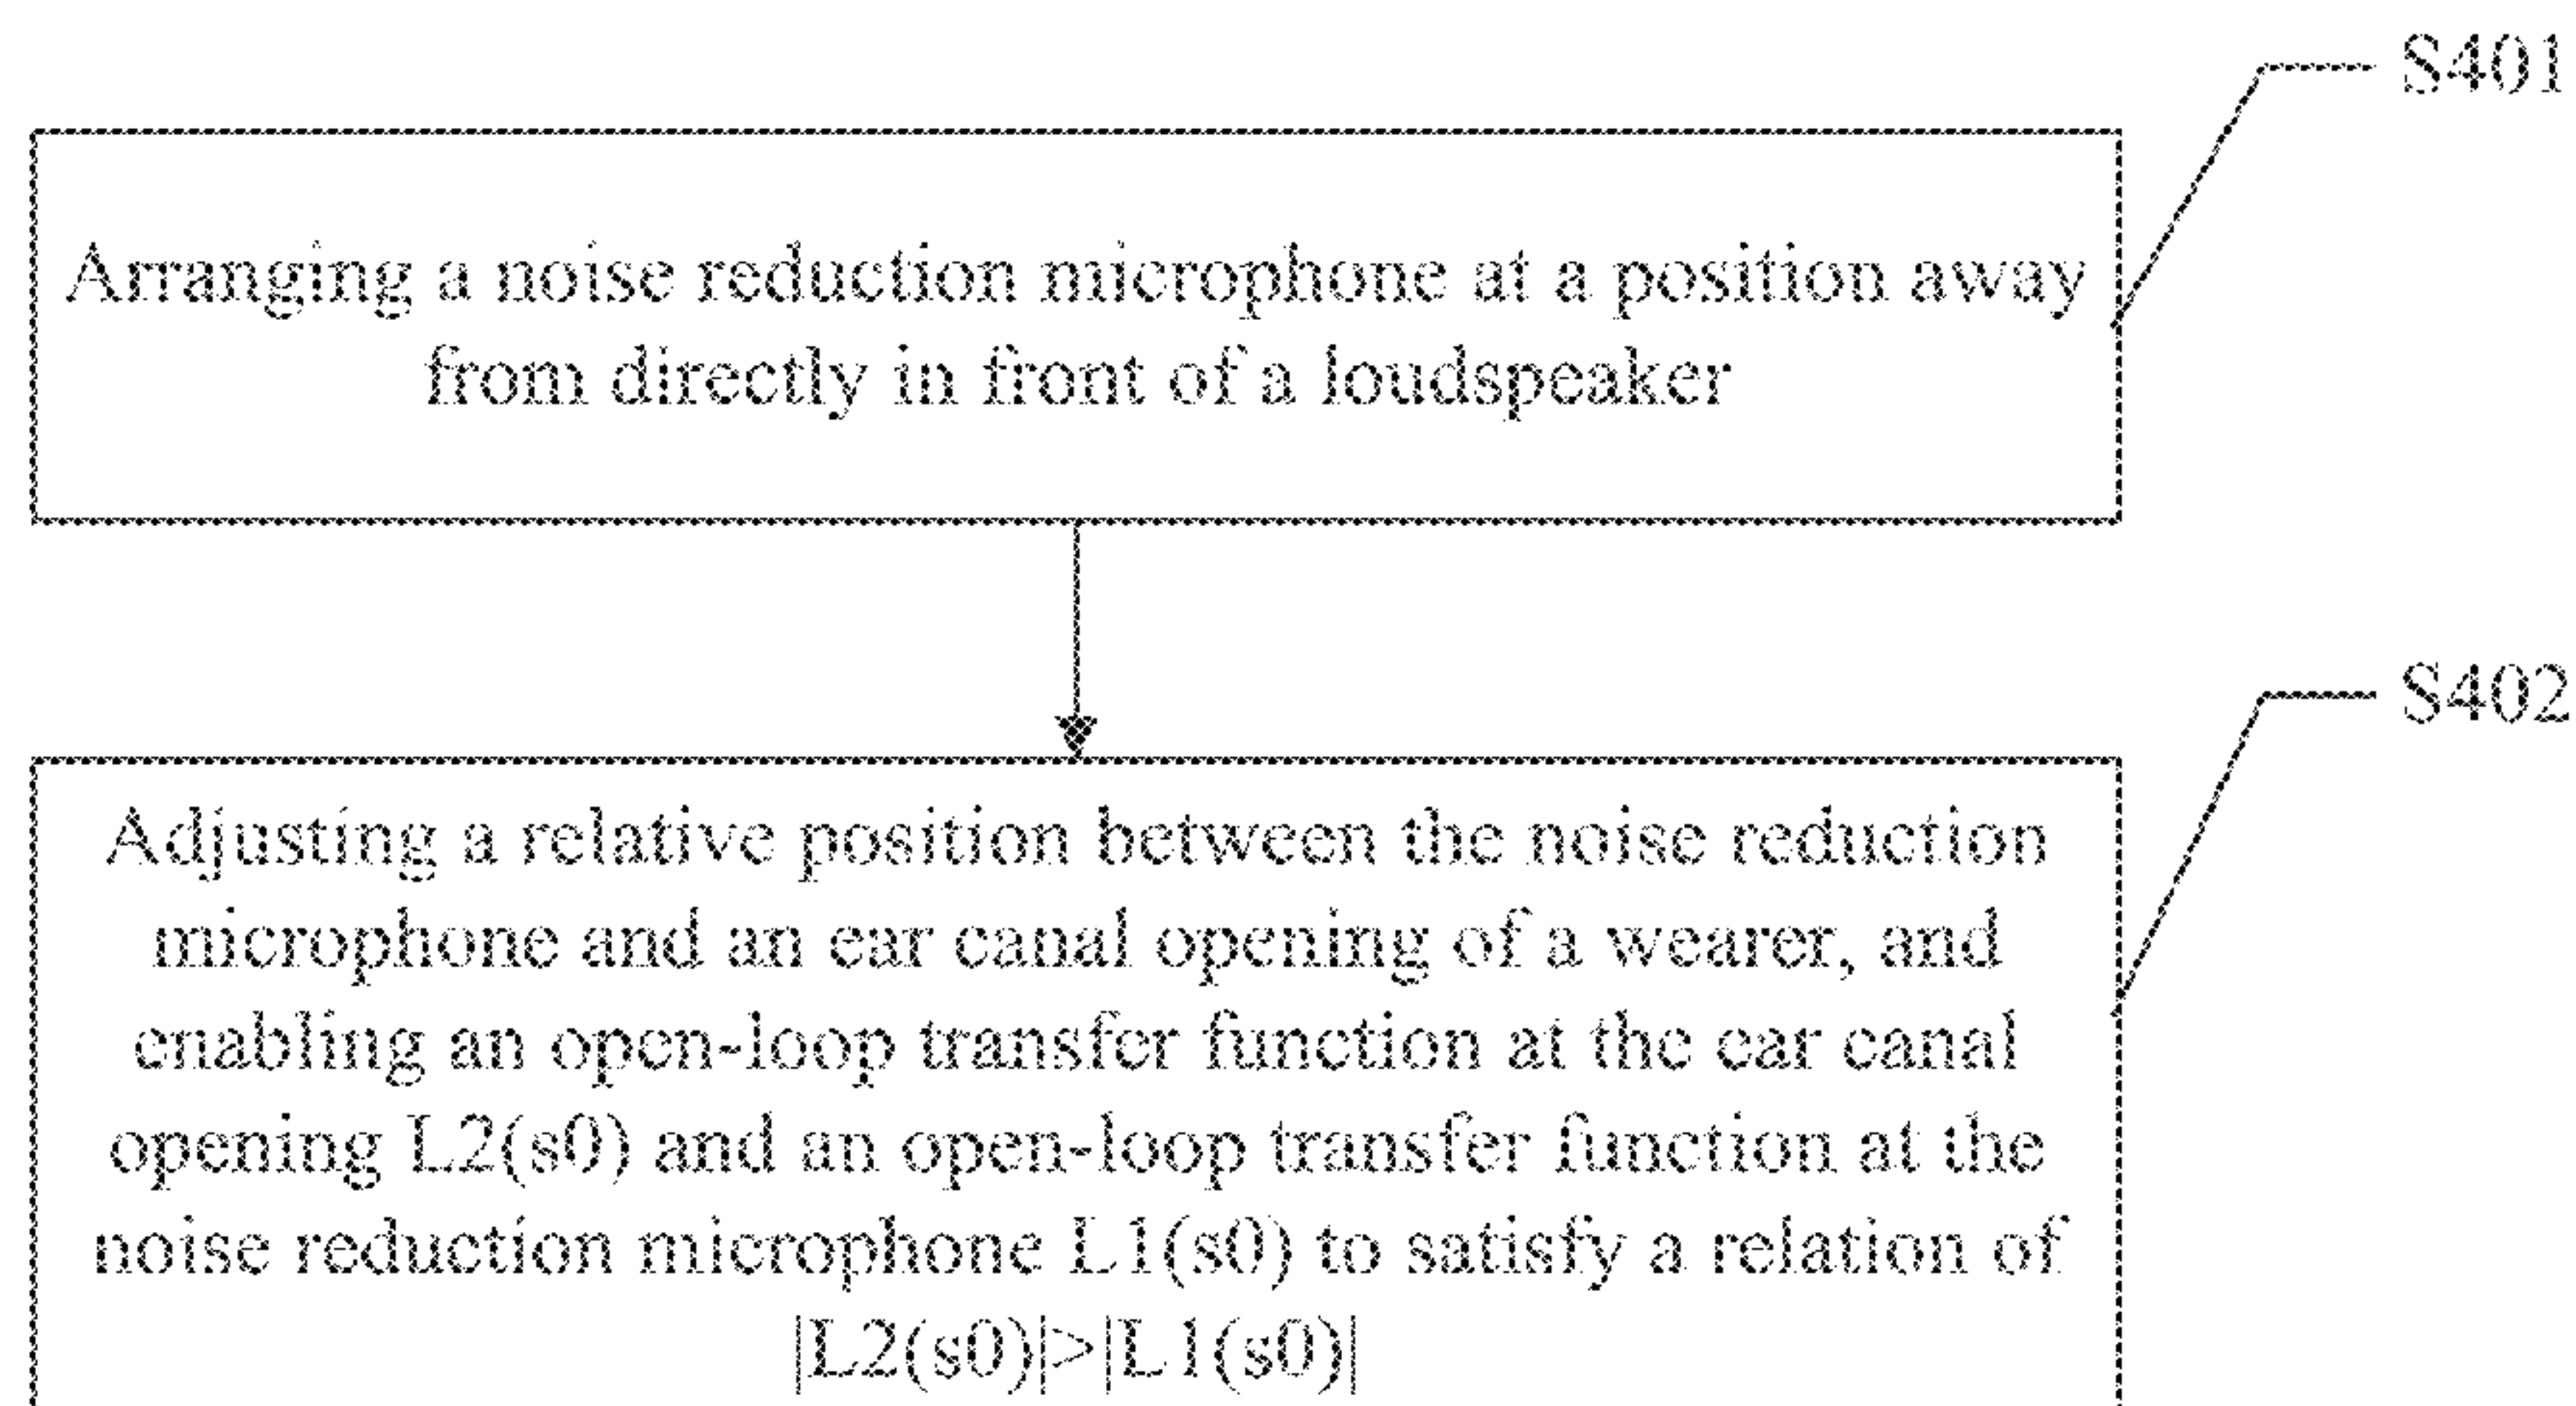 S401
Arranging a noise reduction microphone at a position away
from directly in front of a loudspeaker
S402
Adjusting a relative position between the noise reduction
microphone and an ear canal opening of a wearer, and
enabling an open-loop transfer function at the ear canal
opening L2(s0) and an open-loop transfer function at the
noise reduction microphone L1(s0) to satisfy a relation of
|L2(s0)|>|L1(s0)|